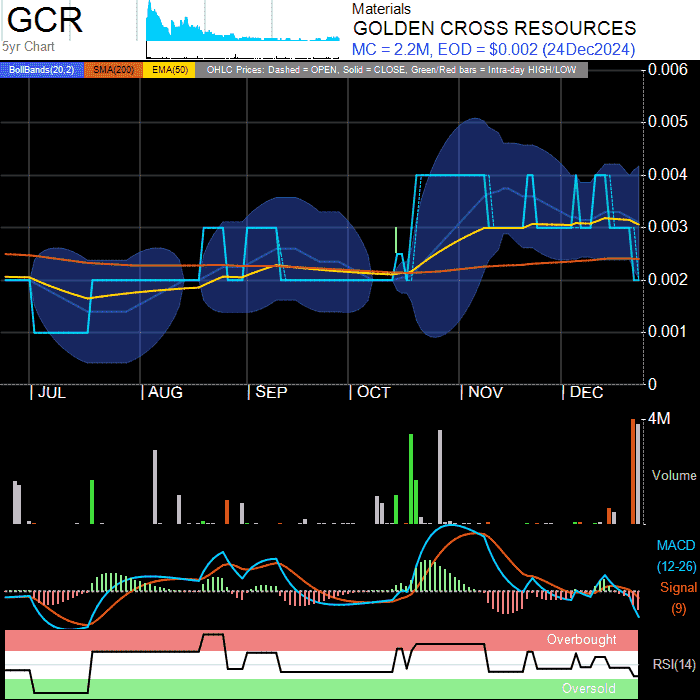 GCR
5yr Chart
Materials
GOLDEN CROSS RESOURCES
MC = 2.2M, EOD = $0.002 (24Dec2024)
BollBands(20,2) SMA(200) EMA(50) OHLC Prices: Dashed = OPEN, Solid = CLOSE, Green/Red bars = Intra-day HIGH/LOW
0.006
0.005
0.004
0.003
0.002
0.001
0
JUL AUG SEP OCT NOV DEC
4M
Volume
MACD
(12-26)
Signal
(9)
Overbought
RSI(14)
Oversold